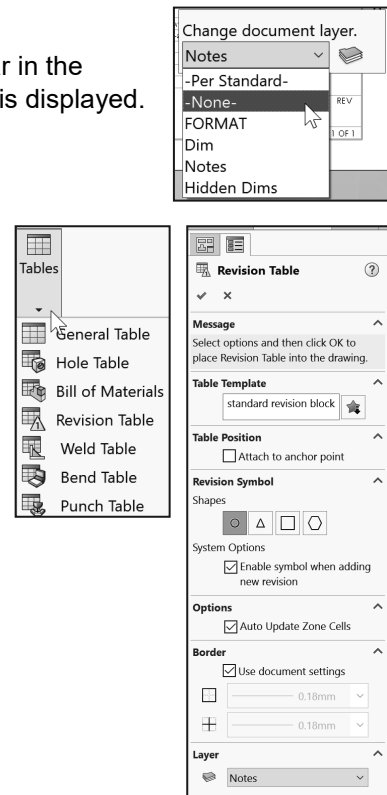 r in the
is displayed.
Change document layer.
Notes
-Per Standard-
-None-
FORMAT
Dim
Notes
Hidden Dims
REV
1 OF 1
Tables
General Table
Hole Table
Bill of Materials
Revision Table
Weld Table
Bend Table
Punch Table
Revision Table
Message
Select options and then click OK to
place Revision Table into the drawing.
Table Template
standard revision block
Table Position
Attach to anchor point
Revision Symbol
Shapes
System Options
Enable symbol when adding
new revision
Options
Auto Update Zone Cells
Border
Use document settings
0.18mm
0.18mm
Layer
Notes